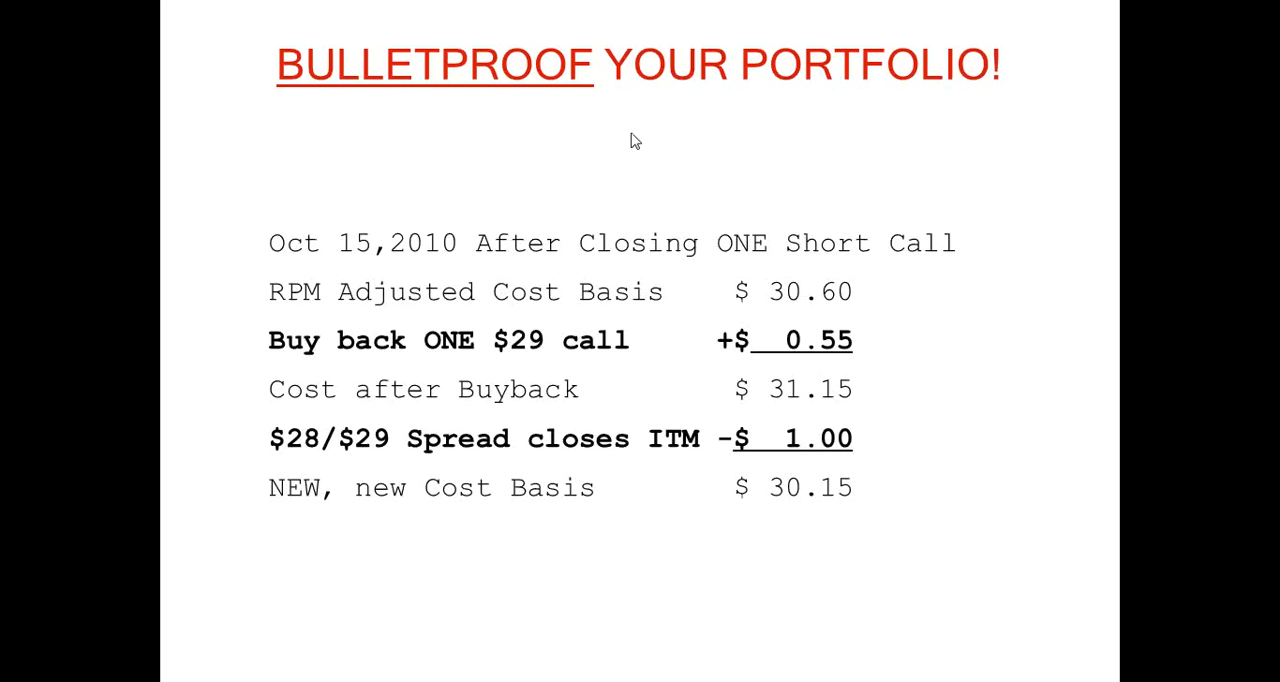 BULLETPROOF YOUR PORTFOLIO!
Oct 15,2010 After Closing ONE Short Call
RPM Adjusted Cost Basis $ 30.60
Buy back ONE $29 call +$ 0.55
Cost after Buyback $ 31.15
$28/$29 Spread closes ITM -$ 1.00
NEW, new Cost Basis $ 30.15